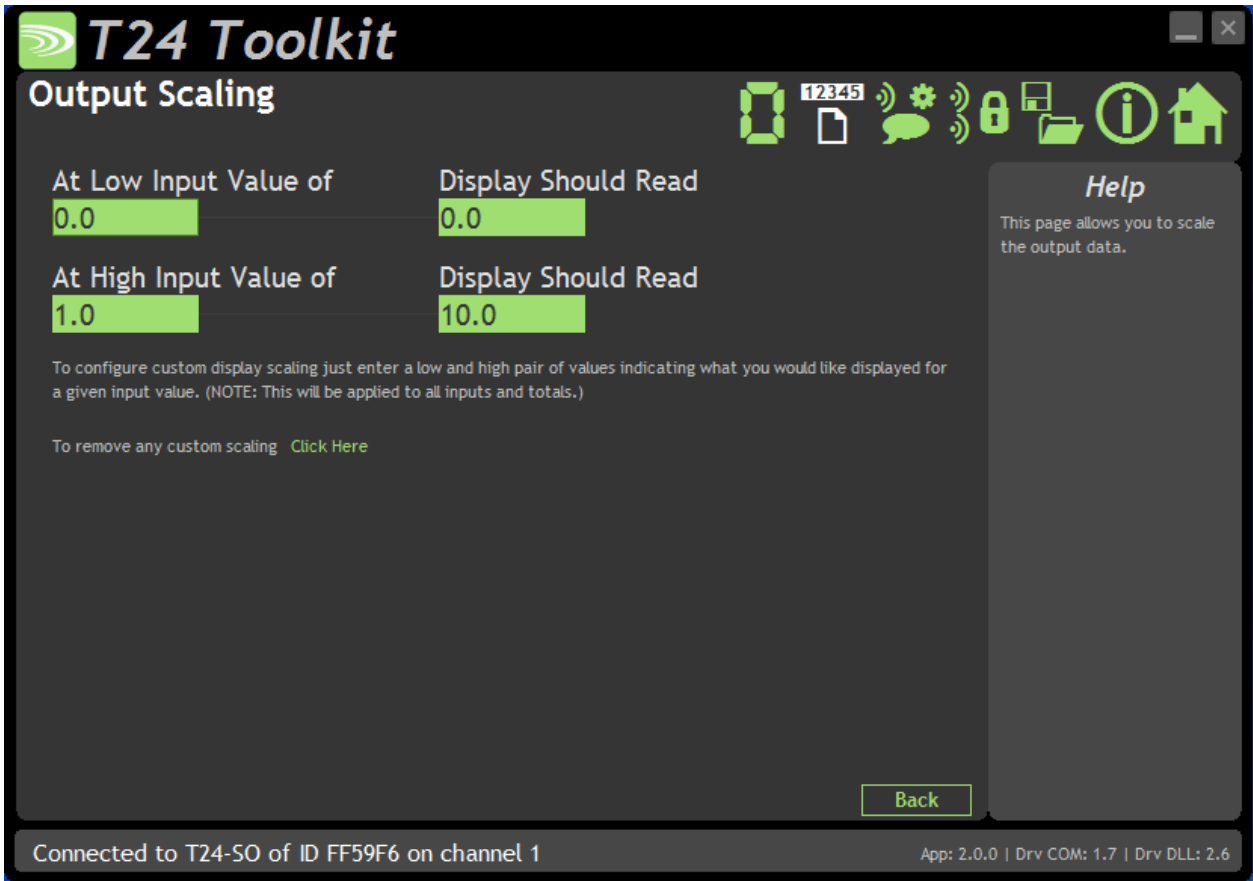 T24 Toolkit
Output Scaling
12345
At Low Input Value of
Display Should Read
0.0
0.0
At High Input Value of
Display Should Read
1.0
10.0
To configure custom display scaling just enter a low and high pair of values indicating what you would like displayed for
a given input value. (NOTE: This will be applied to all inputs and totals.)
To remove any custom scaling Click Here
Help
This page allows you to scale
the output data.
Back
Connected to T24-SO of ID FF59F6 on channel 1
App: 2.0.0 | Drv COM: 1.7 | Drv DLL: 2.6